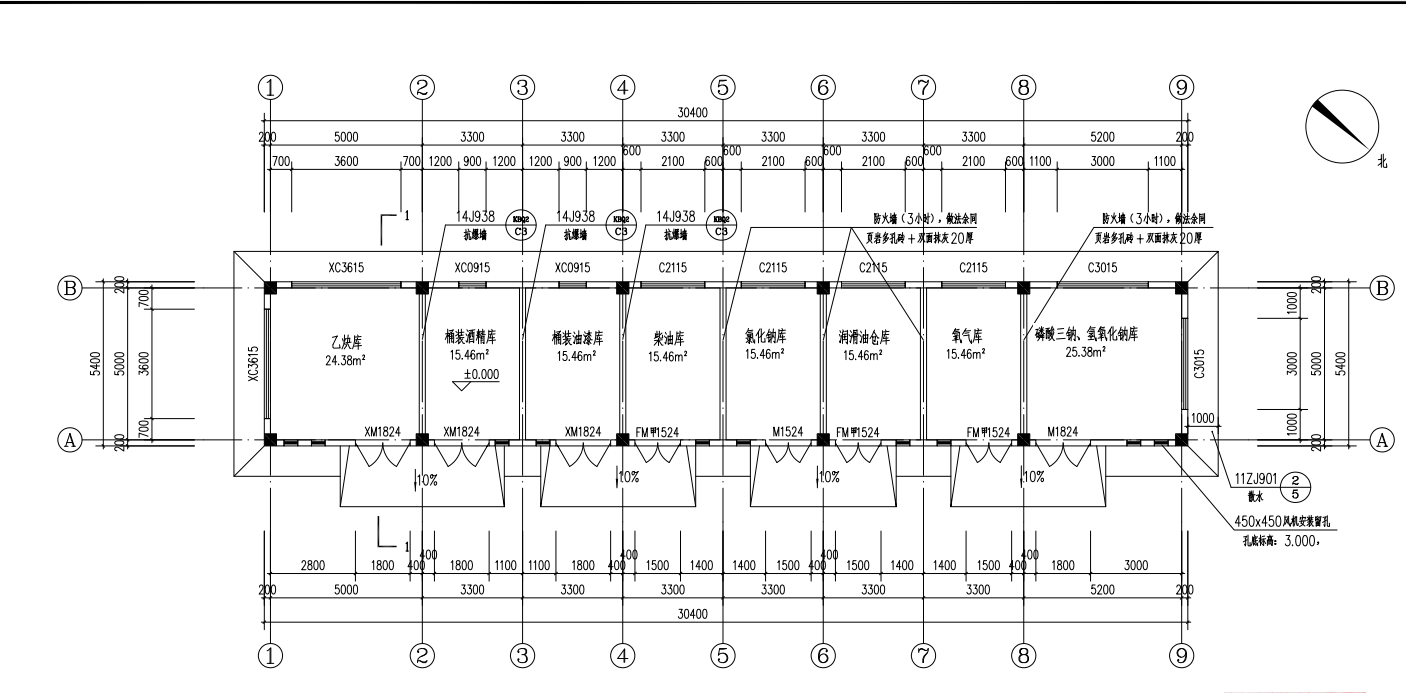 1 2 3 4 5 6 7 8 9
30400
200 5000 3300 3300 3300 3300 3300 3300 5200 200
700 3600 700 1200 900 1200 1200 900 1200 600 2100 600 600 2100 600 600 2100 600 600 2100 600 1100 3000 1100
北
1
14J938 KBQ2
抗爆墙 C3
14J938 KBQ2
抗爆墙 C3
14J938 KBQ2
抗爆墙 C3
防火墙(3小时),做法余同
页岩多孔砖+双面抹灰20厚
防火墙(3小时),做法余同
页岩多孔砖+双面抹灰20厚
XC3615 XC0915 XC0915 C2115 C2115 C2115 C2115 C3015
B B
200 700 200 1000
乙炔库
24.38m²
桶装酒精库
15.46m²
±0.000
桶装油漆库
15.46m²
柴油库
15.46m²
氯化钠库
15.46m²
润滑油仓库
15.46m²
氧气库
15.46m²
磷酸三钠、氢氧化钠库
25.38m²
5400 5000 3600 XC3615 C3015 3000 5000 5400
1000
XM1824 XM1824 XM1824 FM甲1524 M1524 FM甲1524 FM甲1524 M1824
A A
200 700 1000 200
10% 10% 10% 10%
11ZJ901 2
散水 5
450x450风机安装留孔
孔底标高: 3.000,
1
2800 1800 400 400 1800 1100 1100 1800 400 400 1500 1400 1400 1500 400 400 1500 1400 1400 1500 400 400 1800 3000
200 5000 3300 3300 3300 3300 3300 3300 5200 200
30400
1 2 3 4 5 6 7 8 9